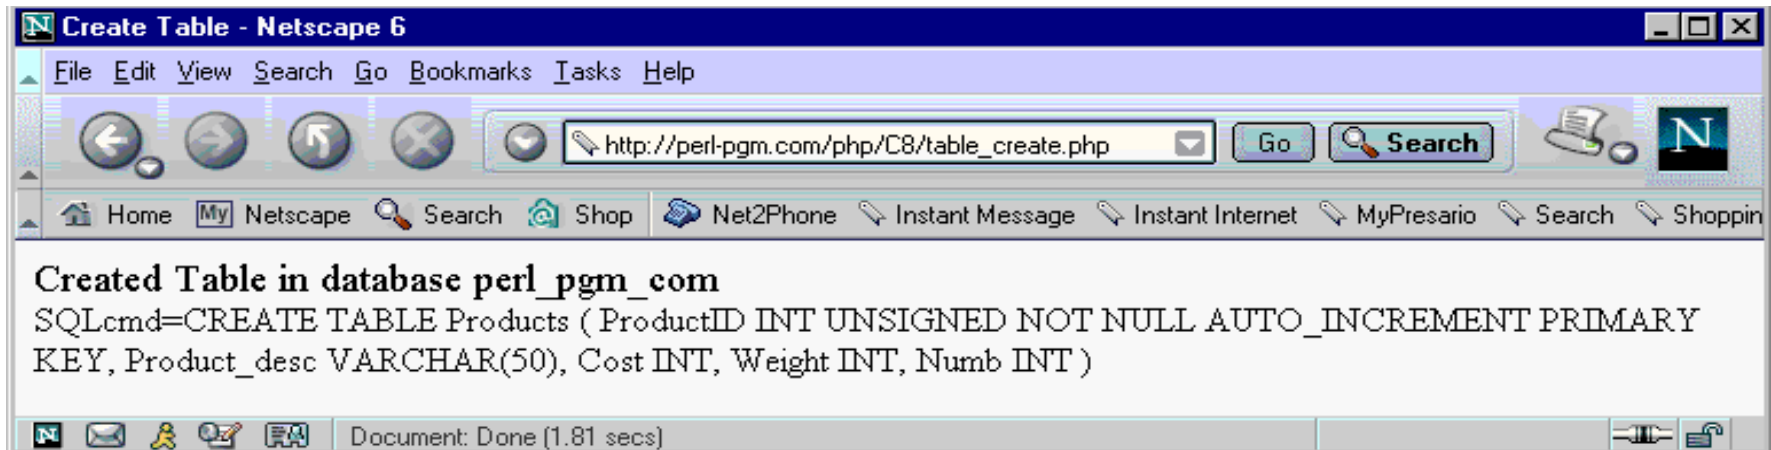 N Create Table - Netscape 6
File Edit View Search Go Bookmarks Tasks Help
http://perl-pgm.com/php/C8/table_create.php Go Search N
Home My Netscape Search Shop Net2Phone Instant Message Instant Internet MyPresario Search Shoppin
Created Table in database perl_pgm_com
SQLcmd=CREATE TABLE Products ( ProductID INT UNSIGNED NOT NULL AUTO_INCREMENT PRIMARY
KEY, Product_desc VARCHAR(50), Cost INT, Weight INT, Numb INT )
N Document: Done (1.81 secs)